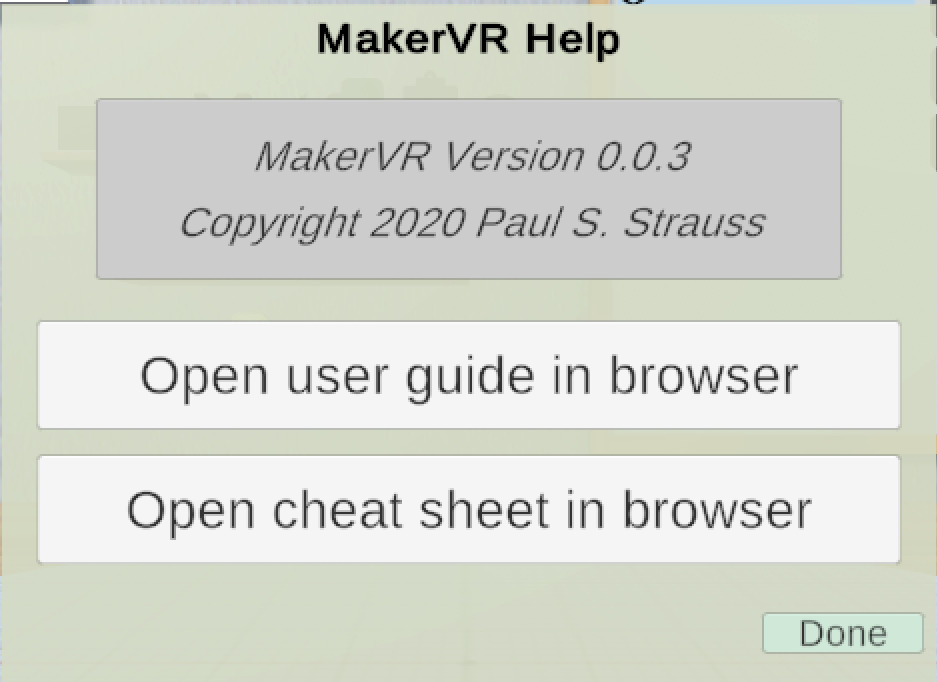 MakerVR Help
MakerVR Version 0.0.3
Copyright 2020 Paul S. Strauss
Open user guide in browser
Open cheat sheet in browser
Done